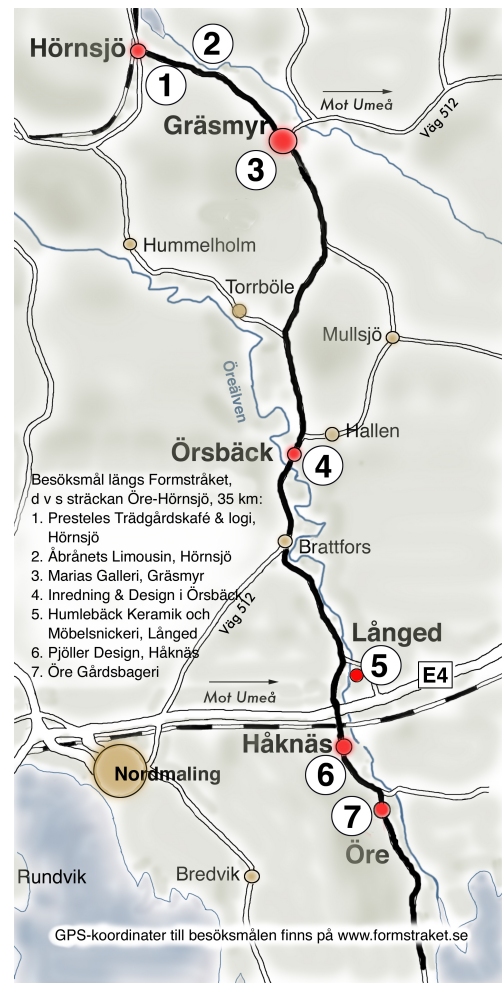 Hörnsjö
2
1
Mot Umeå
Väg 512
Gräsmyr
3
Hummelholm
Torrböle
Mullsjö
Öreälven
Hallen
Örsbäck
4
Besöksmål längs Formstråket,
d v s sträckan Öre-Hörnsjö, 35 km:
1. Presteles Trädgårdskafé & logi,
Hörnsjö
2. Åbrånets Limousin, Hörnsjö
3. Marias Galleri, Gräsmyr
4. Inredning & Design i Örsbäck
5. Humlebäck Keramik och
Möbelsnickeri, Långed
6. Pjöller Design, Håknäs
7. Öre Gårdsbageri
Brattfors
Väg 512
Långed
5
E4
Mot Umeå
Håknäs
6
Nordmaling
7
Öre
Bredvik
Rundvik
GPS-koordinater till besöksmålen finns på www.formstraket.se